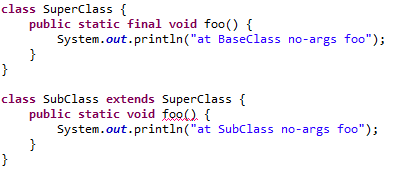 class SuperClass {
    public static final void foo() {
        System.out.println("at BaseClass no-args foo");
    }
}

class SubClass extends SuperClass {
    public static void foo() {
        System.out.println("at SubClass no-args foo");
    }
}